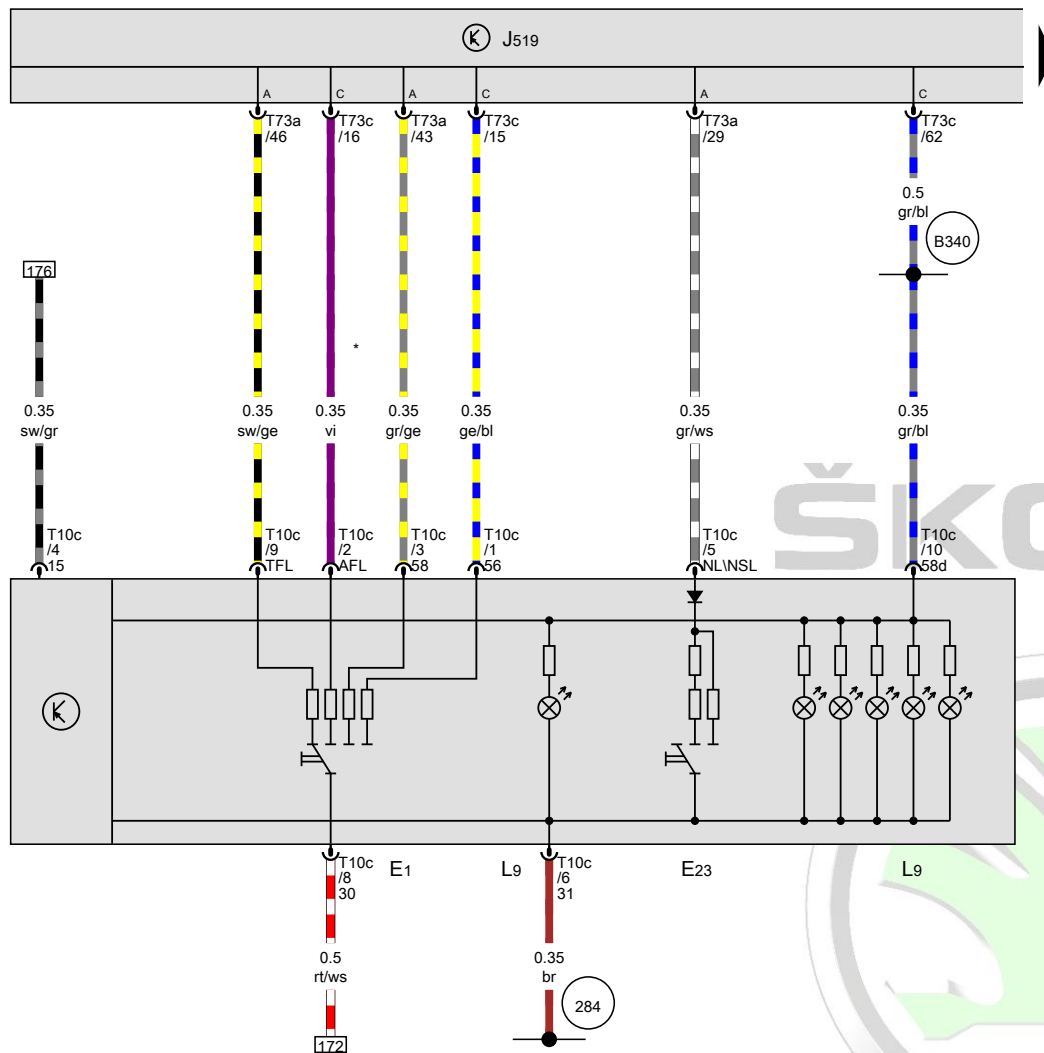 J519
A C A C A C
T73a T73c T73a T73c T73a T73c
/46 /16 /43 /15 /29 /62
0.5
gr/bl
B340
176
*
0.35 0.35 0.35 0.35 0.35 0.35 0.35
sw/gr sw/ge vi gr/ge ge/bl gr/ws gr/bl
ŠKO
T10c T10c T10c T10c T10c T10c T10c
/4 /9 /2 /3 /1 /5 /10
15 TFL AFL 58 56 NL\NSL 58d
T10c E1 L9 T10c E23 L9
/8 /6
30 31
0.5 0.35
rt/ws br
284
172